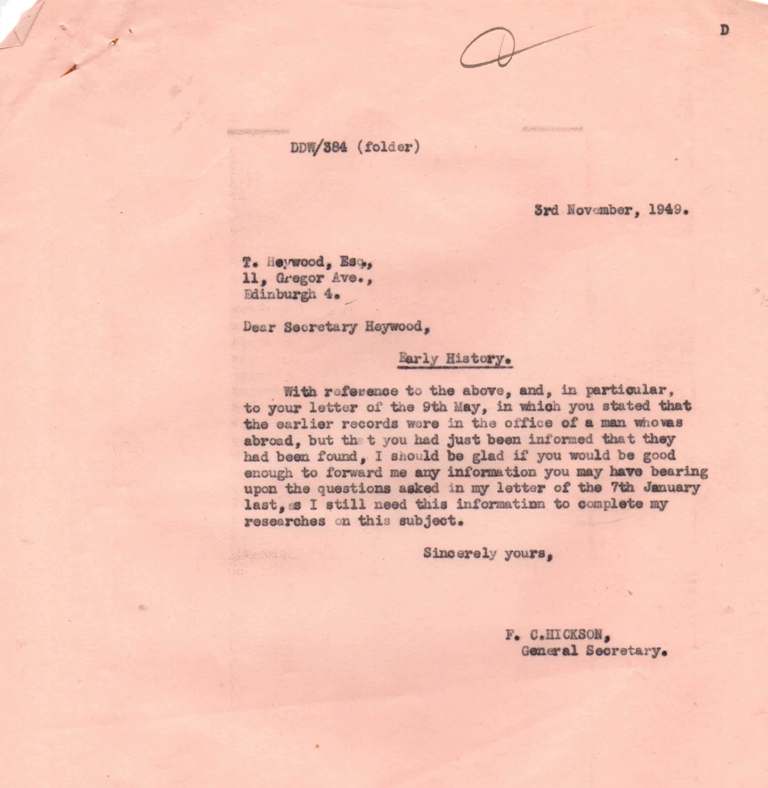 D
DDW/384 (folder)
3rd November, 1949.
T. Heywood, Esq.,
11, Gregor Ave.,
Edinburgh 4.
Dear Secretary Heywood,
Early History.
With reference to the above, and, in particular,
to your letter of the 9th May, in which you stated that
the earlier records were in the office of a man whowas
abroad, but that you had just been informed that they
had been found, I should be glad if you would be good
enough to forward me any information you may have bearing
upon the questions asked in my letter of the 7th January
last,as I still need this information to complete my
researches on this subject.
Sincerely yours,
F. C.HICKSON,
General Secretary.